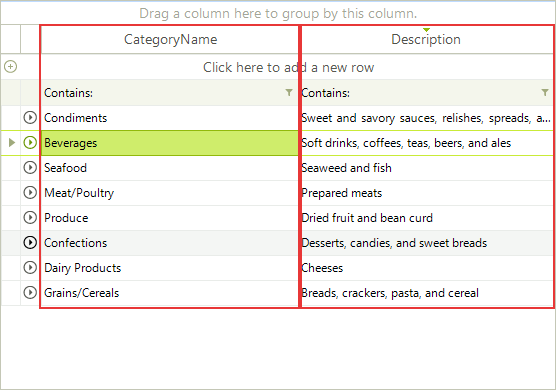 Drag a column here to group by this column.
CategoryName Description
Click here to add a new row
Contains: Contains:
Condiments Sweet and savory sauces, relishes, spreads, a...
Beverages Soft drinks, coffees, teas, beers, and ales
Seafood Seaweed and fish
Meat/Poultry Prepared meats
Produce Dried fruit and bean curd
Confections Desserts, candies, and sweet breads
Dairy Products Cheeses
Grains/Cereals Breads, crackers, pasta, and cereal